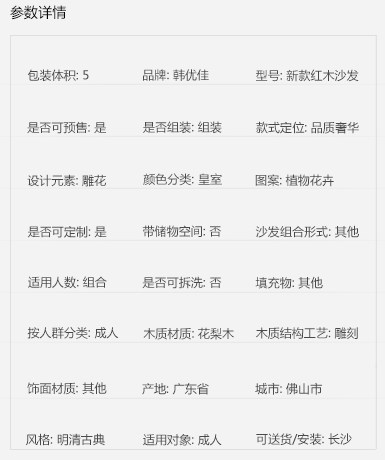 参数详情
包装体积: 5 品牌: 韩优佳 型号: 新款红木沙发
是否可预售: 是 是否组装: 组装 款式定位: 品质奢华
设计元素: 雕花 颜色分类: 皇室 图案: 植物花卉
是否可定制: 是 带储物空间: 否 沙发组合形式: 其他
适用人数: 组合 是否可拆洗: 否 填充物: 其他
按人群分类: 成人 木质材质: 花梨木 木质结构工艺: 雕刻
饰面材质: 其他 产地: 广东省 城市: 佛山市
风格: 明清古典 适用对象: 成人 可送货/安装: 长沙